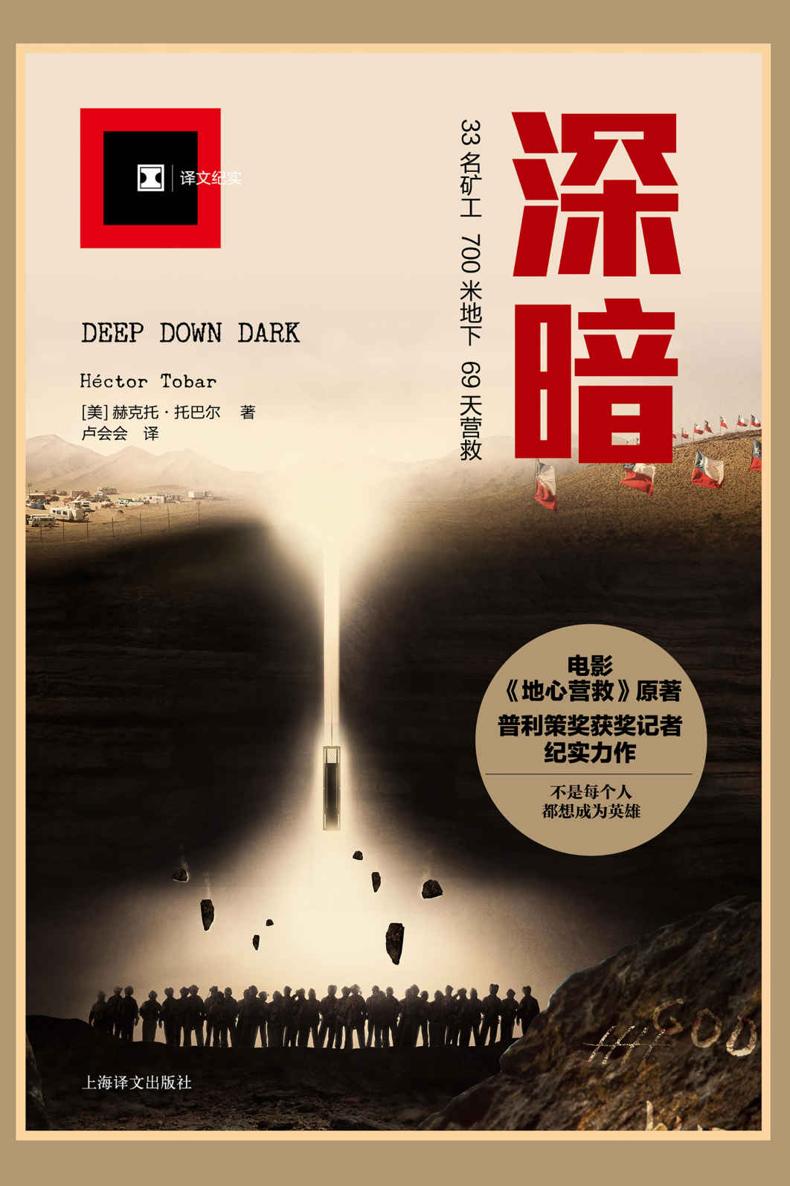 译文纪实
深暗
33名矿工 700米地下 69天营救
DEEP DOWN DARK
Héctor Tobar
[美] 赫克托·托巴尔 著
卢会会 译
电影
《地心营救》原著
普利策奖获奖记者
纪实力作
不是每个人
都想成为英雄
上海译文出版社